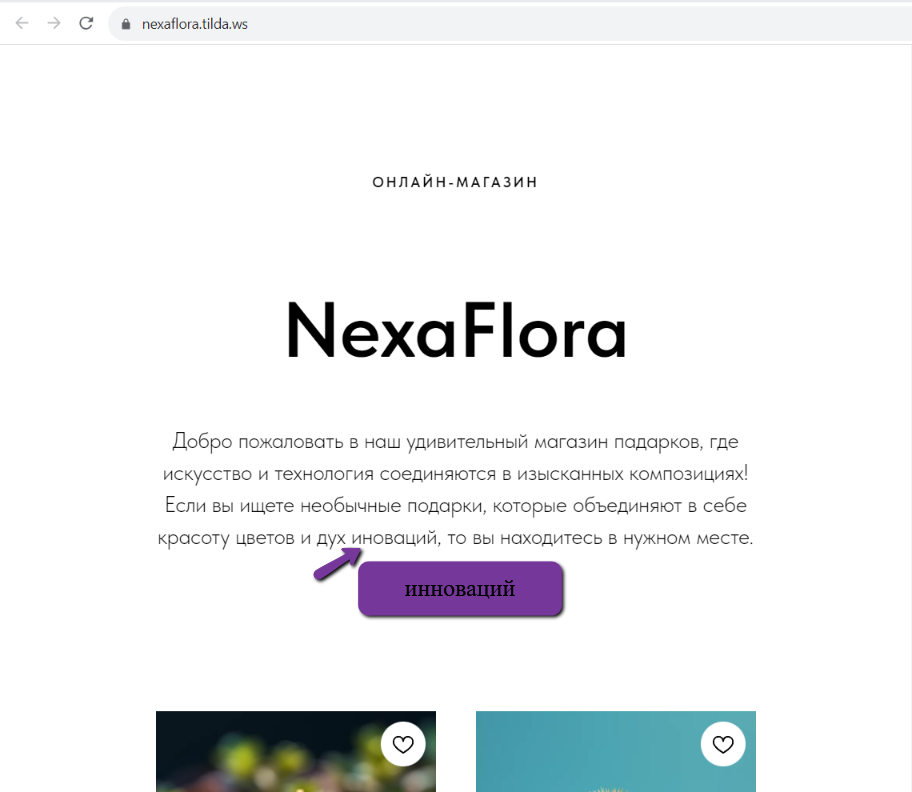 nexaflora.tilda.ws
ОНЛАЙН-МАГАЗИН
NexaFlora
Добро пожаловать в наш удивительный магазин падарков, где
искусство и технология соединяются в изысканных композициях!
Если вы ищете необычные подарки, которые объединяют в себе
красоту цветов и дух иноваций, то вы находитесь в нужном месте.
инноваций